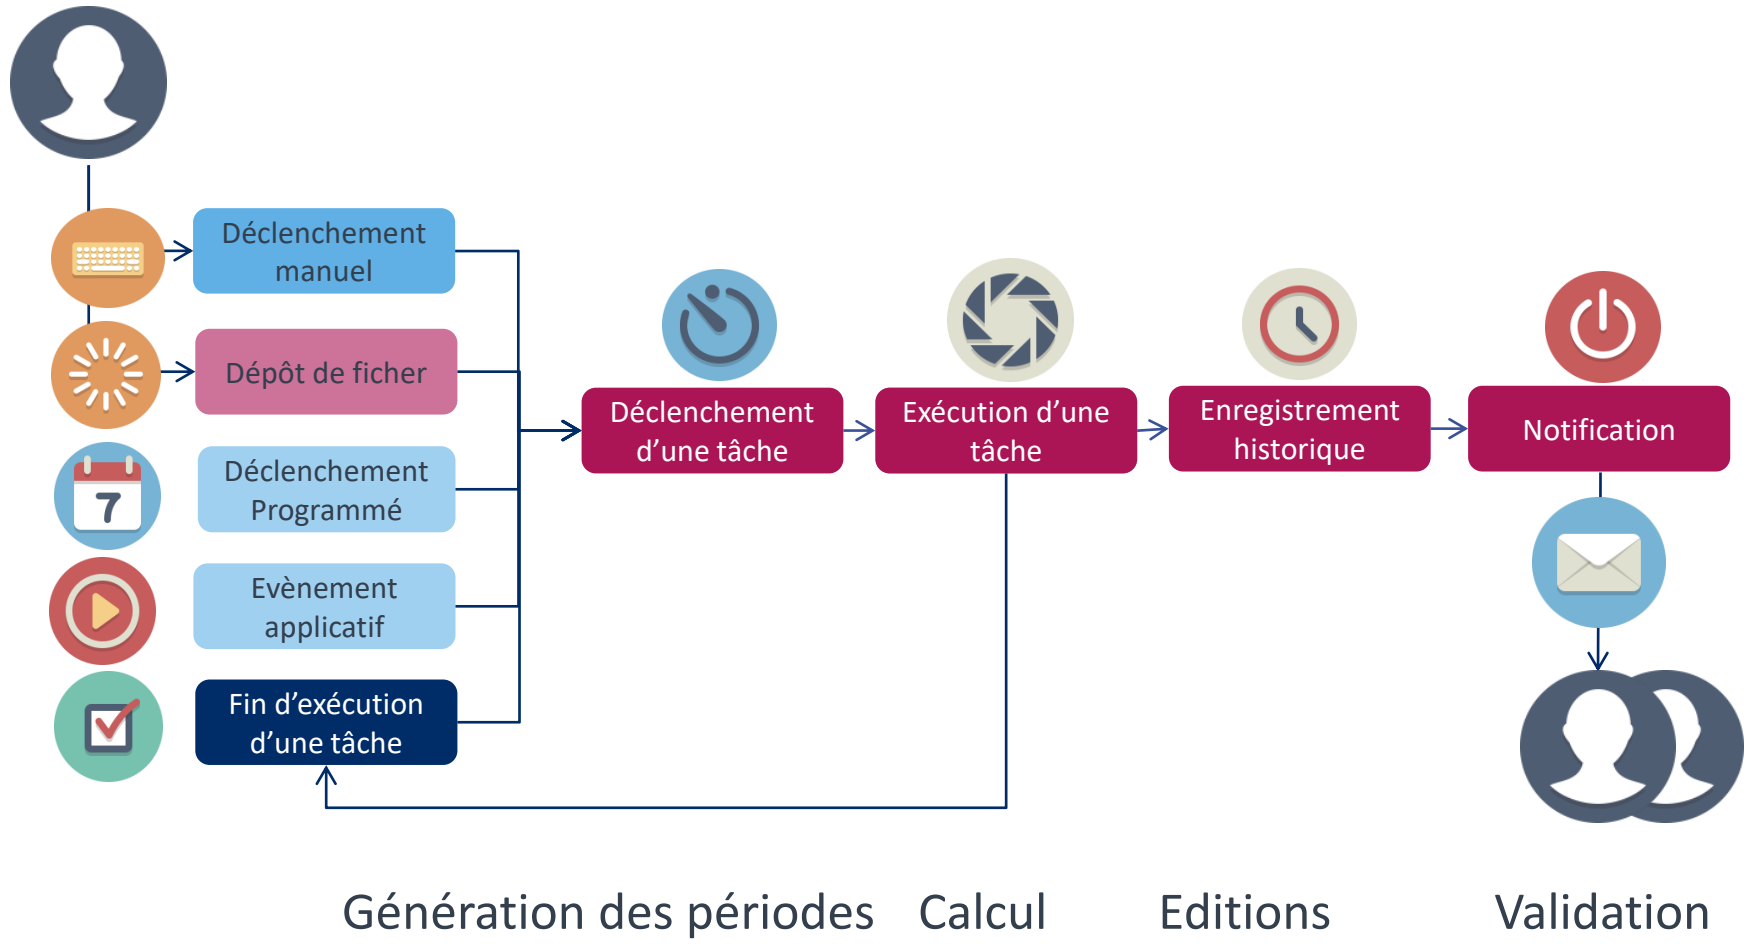 Déclenchement
manuel
Dépôt de ficher
7
Déclenchement
Programmé
Evènement
applicatif
Fin d’exécution
d’une tâche
Déclenchement
d’une tâche
Exécution d’une
tâche
Enregistrement
historique
Notification
Génération des périodes
Calcul
Editions
Validation